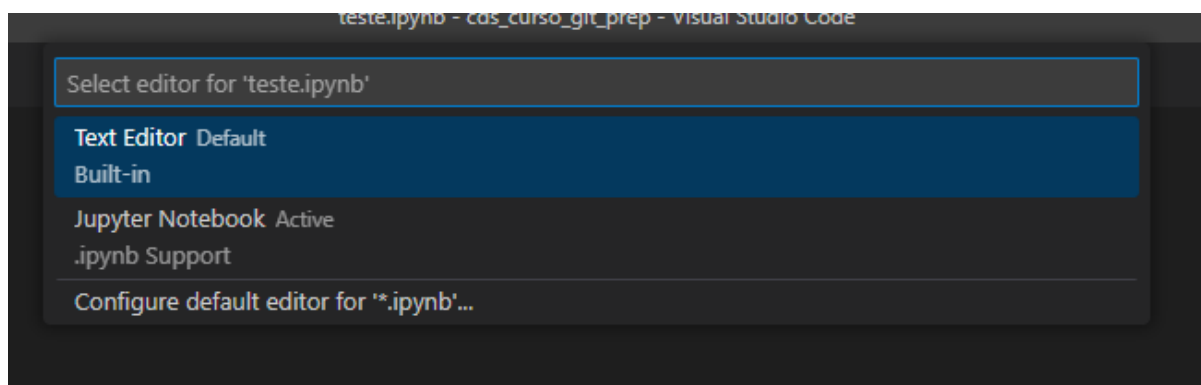 teste.ipynb - cds_curso_git_prep - Visual Studio Code
Select editor for 'teste.ipynb'
Text Editor Default
Built-in
Jupyter Notebook Active
.ipynb Support
Configure default editor for '*.ipynb'...